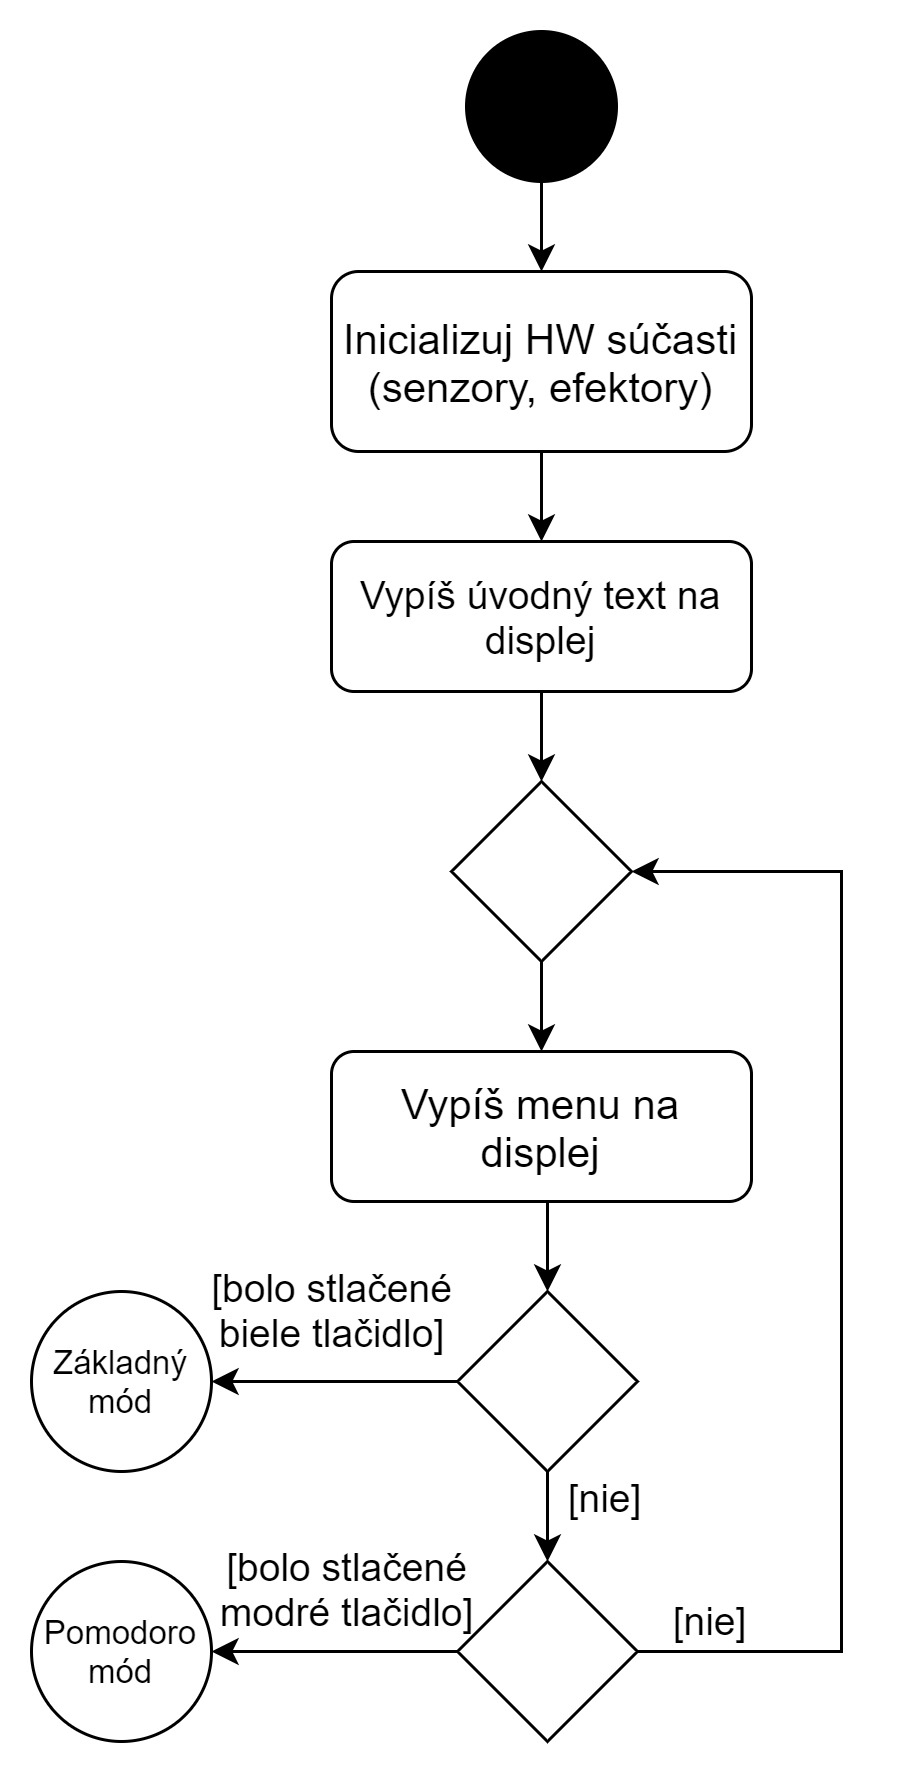 Inicializuj HW súčasti
(senzory, efektory)
Vypíš úvodný text na
displej
Vypíš menu na
displej
[bolo stlačené
biele tlačidlo]
Základný
mód
[nie]
[bolo stlačené
modré tlačidlo]
Pomodoro
mód
[nie]